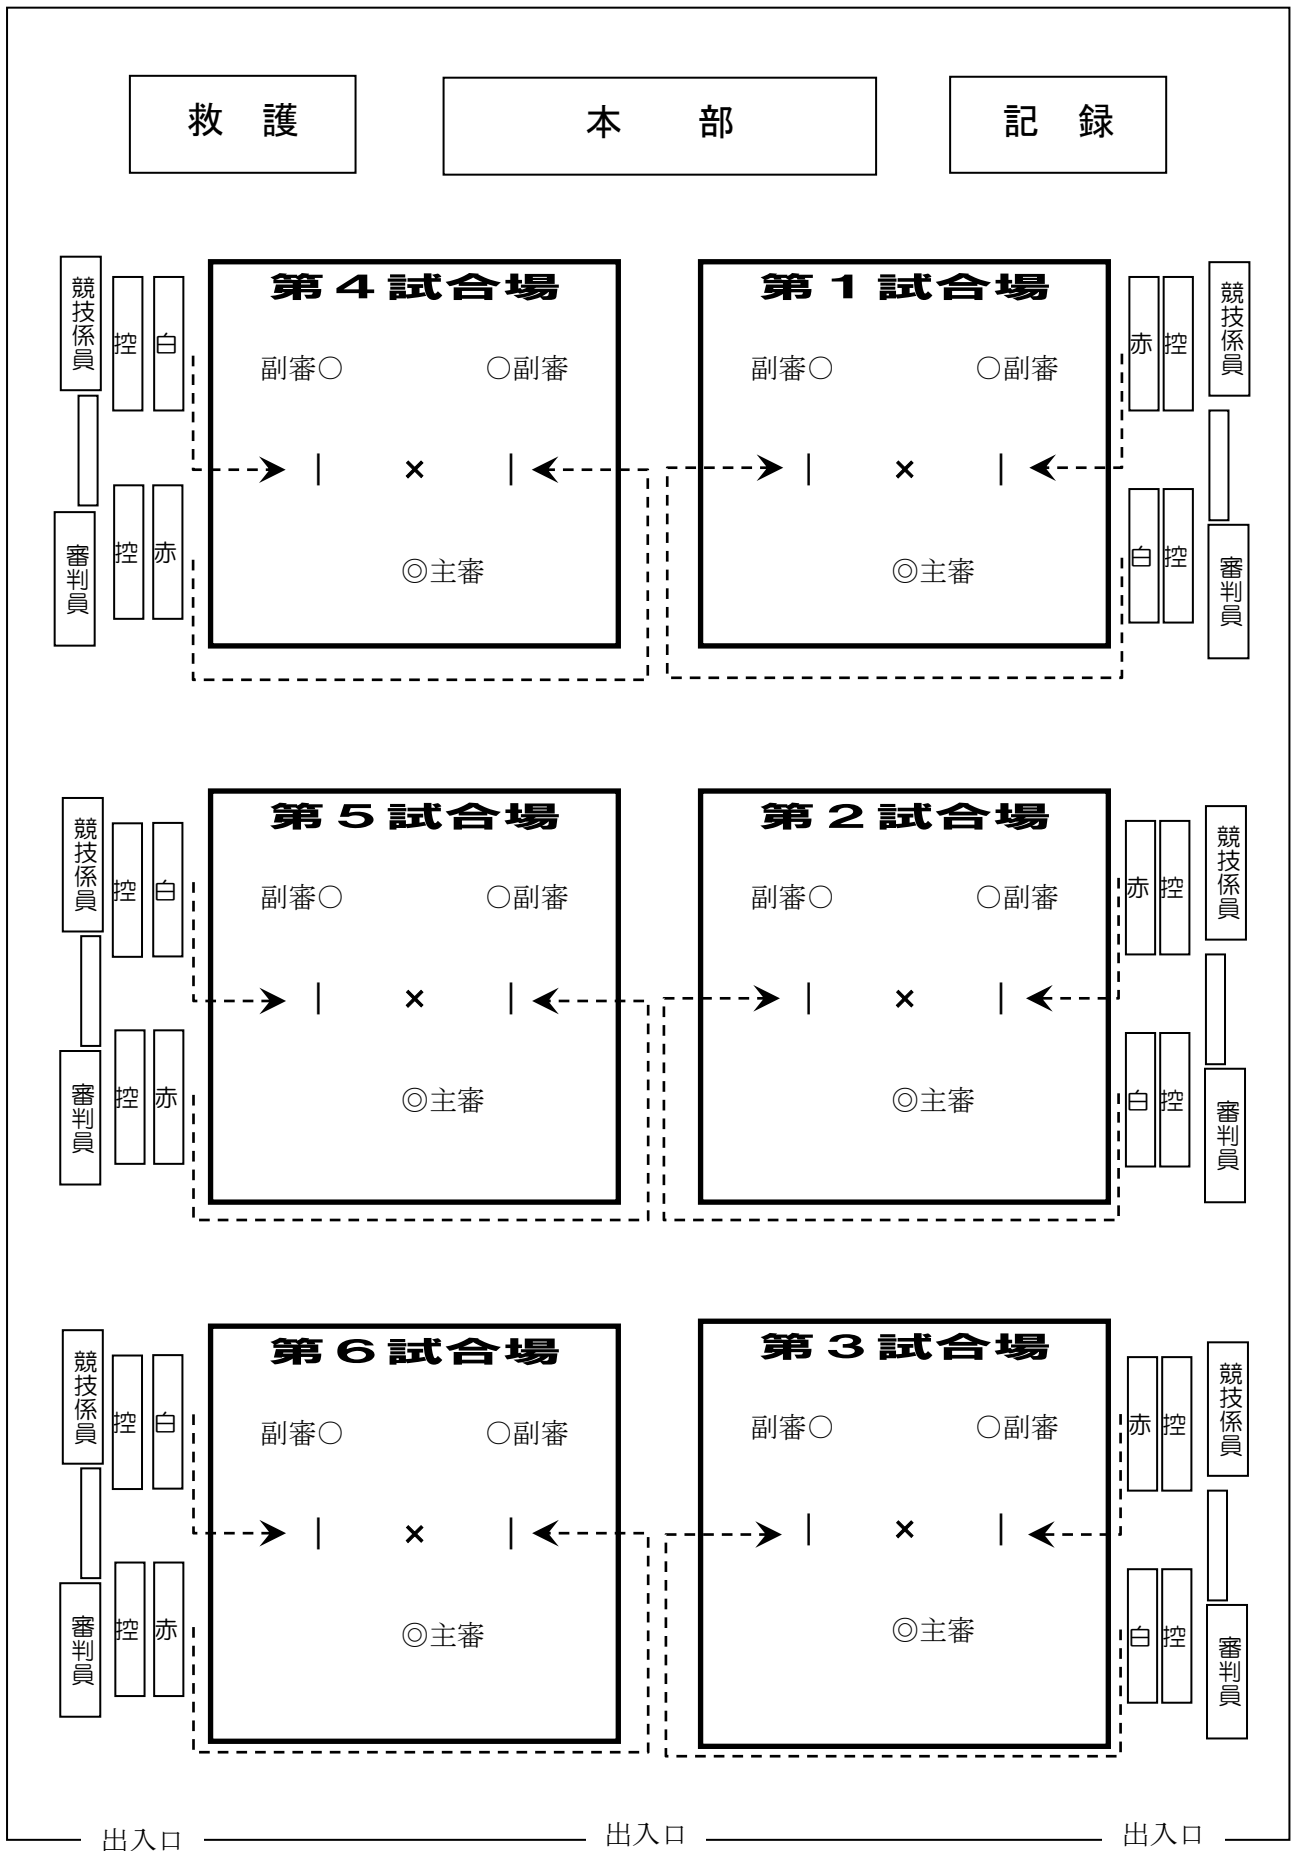 救　護
本　　部
記　録
第４試合場
第１試合場
競技係員
控
白
副審○
○副審
副審○
○副審
赤
控
競技係員
×
×
控
赤
◎主審
◎主審
白
控
審判員
審判員
第５試合場
第２試合場
競技係員
控
白
副審○
○副審
副審○
○副審
赤
控
競技係員
×
×
控
赤
◎主審
◎主審
白
控
審判員
審判員
第６試合場
第３試合場
競技係員
控
白
副審○
○副審
副審○
○副審
赤
控
競技係員
×
×
控
赤
◎主審
◎主審
白
控
審判員
審判員
出入口
出入口
出入口